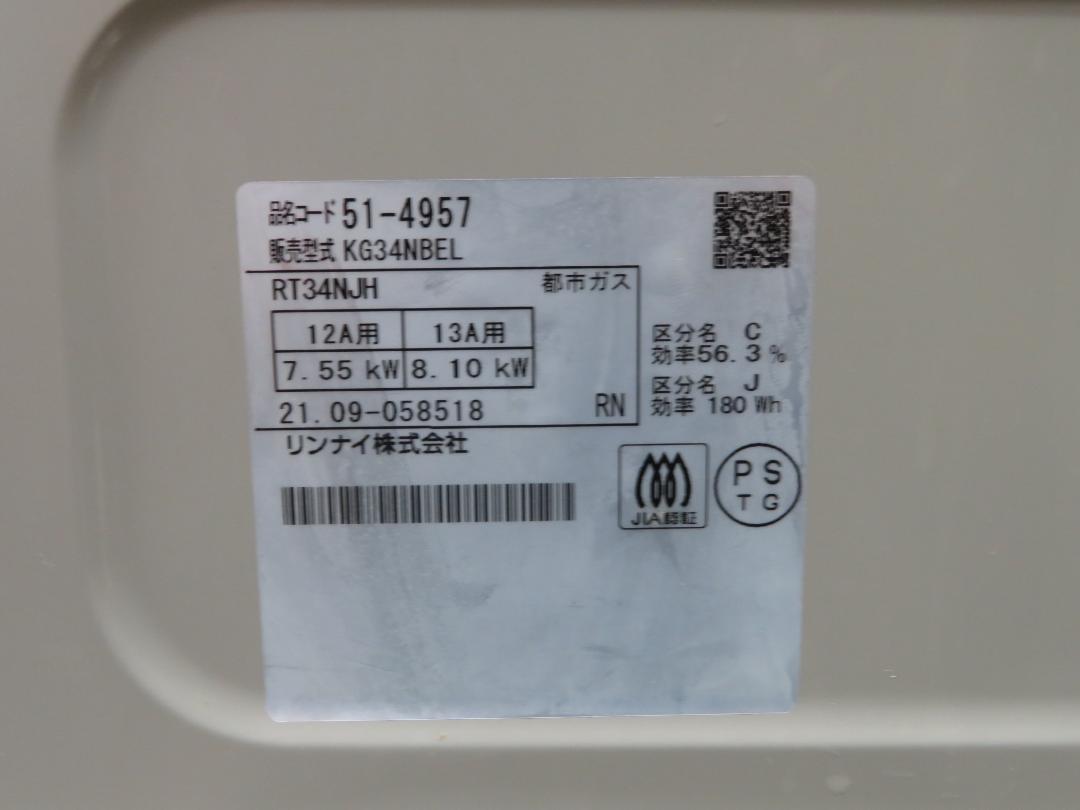 品名コード 51-4957
販売型式 KG34NBEL
RT34NJH 都市ガス
12A用 13A用
7.55 kW 8.10 kW
21.09-058518 RN
リンナイ株式会社
区分名 C
効率56.3 %
区分名 J
効率 180 Wh
JIA認証
PS
TG